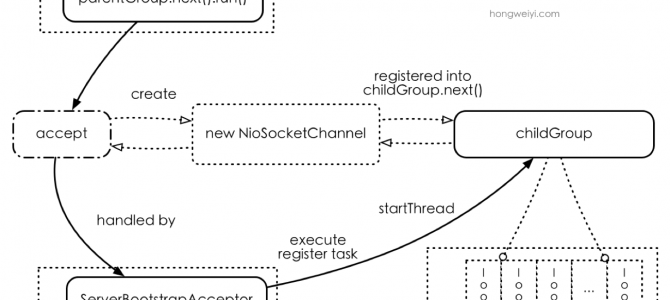 parentGroup.next().run()
hongweiyi.com
registered into
childGroup.next()
create
accept
new NioSocketChannel
childGroup
startThread
handled by
execute
register task
ServerBootstrapAcceptor
l l l ... l
o o o o
o o o o